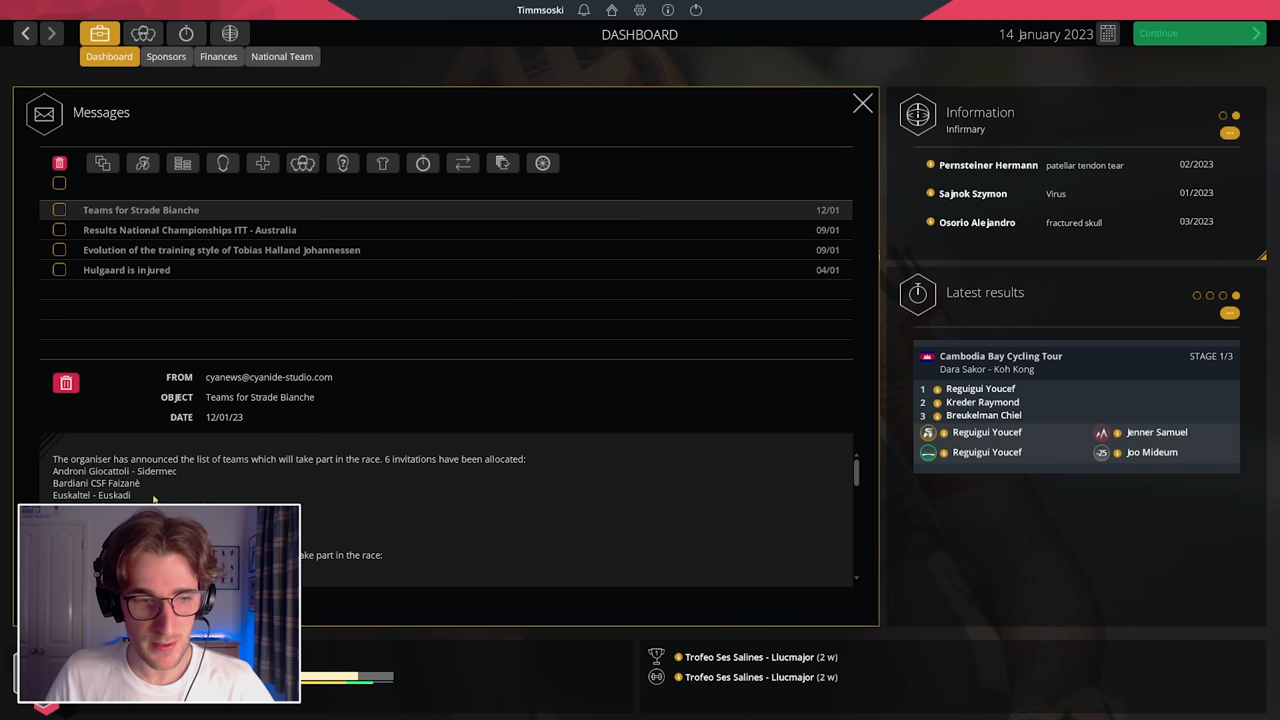 Timmsoski
DASHBOARD
14 January 2023
Continue
Dashboard
Sponsors
Finances
National Team
Messages
Teams for Strade Bianche
12/01
Results National Championships ITT - Australia
09/01
Evolution of the training style of Tobias Halland Johannessen
09/01
Hulgaard is injured
04/01
FROM
cyanews@cyanide-studio.com
OBJECT
Teams for Strade Bianche
DATE
12/01/23
The organiser has announced the list of teams which will take part in the race. 6 invitations have been allocated:
Androni Giocattoli - Sidermec
Bardiani CSF Faizanè
Euskaltel - Euskadi
ake part in the race:
Information
Infirmary
Pernsteiner Hermann patellar tendon tear 02/2023
Sajnok Szymon Virus 01/2023
Osorio Alejandro fractured skull 03/2023
Latest results
Cambodia Bay Cycling Tour STAGE 1/3
Dara Sakor - Koh Kong
1 Reguigui Youcef
2 Kreder Raymond
3 Breukelman Chiel
Reguigui Youcef Jenner Samuel
Reguigui Youcef -25 Joo Mideum
Trofeo Ses Salines - Llucmajor (2 w)
Trofeo Ses Salines - Llucmajor (2 w)